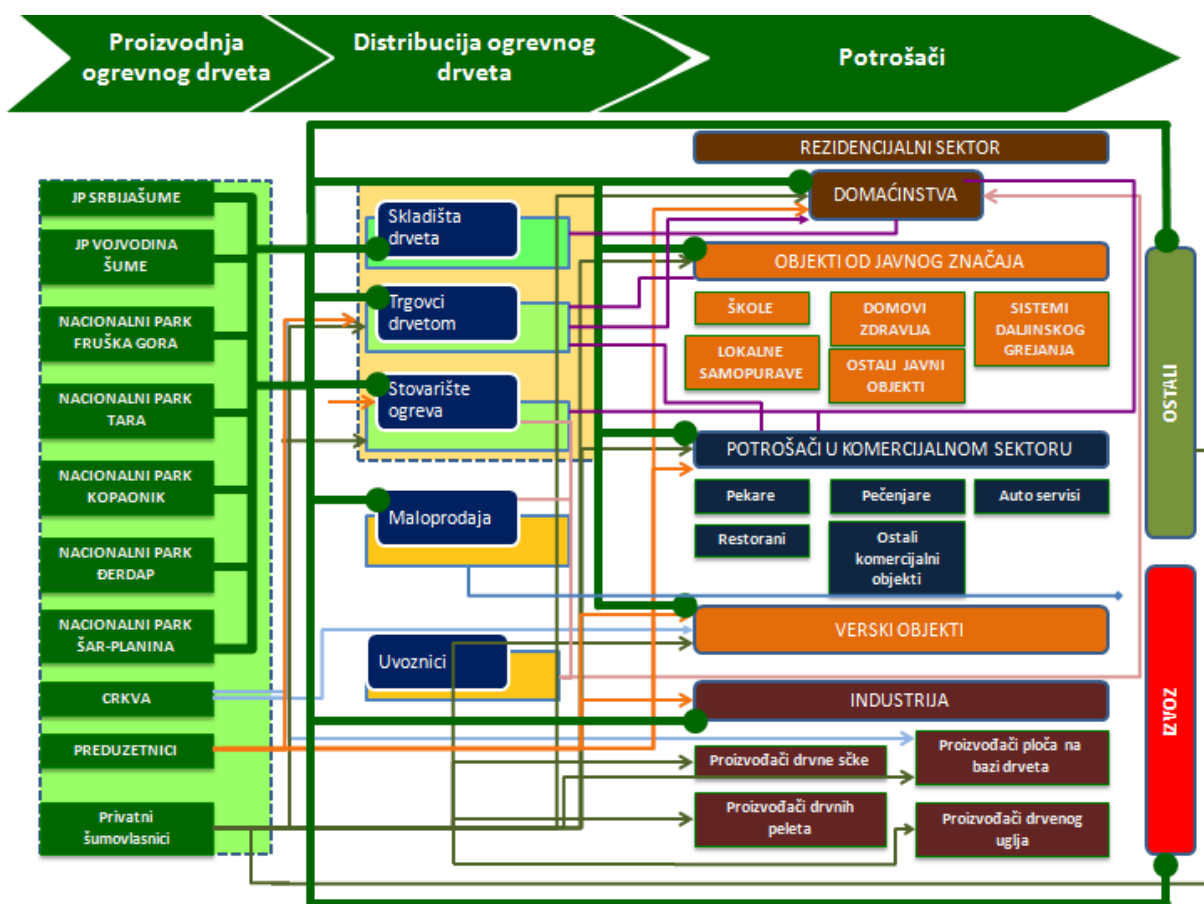 Proizvodnja
ogrevnog drveta
Distribucija ogrevnog
drveta
Potrošači
JP SRBIJAŠUME
JP VOJVODINA
ŠUME
NACIONALNI PARK
FRUŠKA GORA
NACIONALNI PARK
TARA
NACIONALNI PARK
KOPAONIK
NACIONALNI PARK
ĐERDAP
NACIONALNI PARK
ŠAR-PLANINA
CRKVA
PREDUZETNICI
Privatni
šumovlasnici
Skladišta
drveta
Trgovci
drvetom
Stovarište
ogreva
Maloprodaja
Uvoznici
REZIDENCIJALNI SEKTOR
DOMAĆINSTVA
OBJEKTI OD JAVNOG ZNAČAJA
ŠKOLE
DOMOVI
ZDRAVLJA
SISTEMI
DALJINSKOG
GREJANJA
LOKALNE
SAMOPURAVE
OSTALI JAVNI
OBJEKTI
POTROŠAČI U KOMERCIJALNOM SEKTORU
Pekare
Pečenjare
Auto servisi
Restorani
Ostali
komercijalni
objekti
VERSKI OBJEKTI
INDUSTRIJA
Proizvođači drvne sčke
Proizvođači ploča na
bazi drveta
Proizvođači drvnih
peleta
Proizvođači drvenog
uglja
OSTALI
IZVOZ